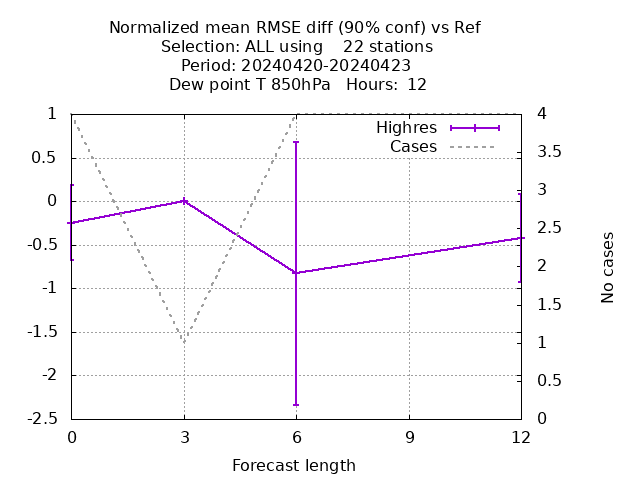 Normalized mean RMSE diff (90% conf) vs Ref
Selection: ALL using    22 stations
Period: 20240420-20240423
Dew point T 850hPa   Hours:  12
Highres
Cases
1
0.5
0
-0.5
-1
-1.5
-2
-2.5
4
3.5
3
2.5
2
1.5
1
0.5
0
No cases
0 3 6 9 12
Forecast length